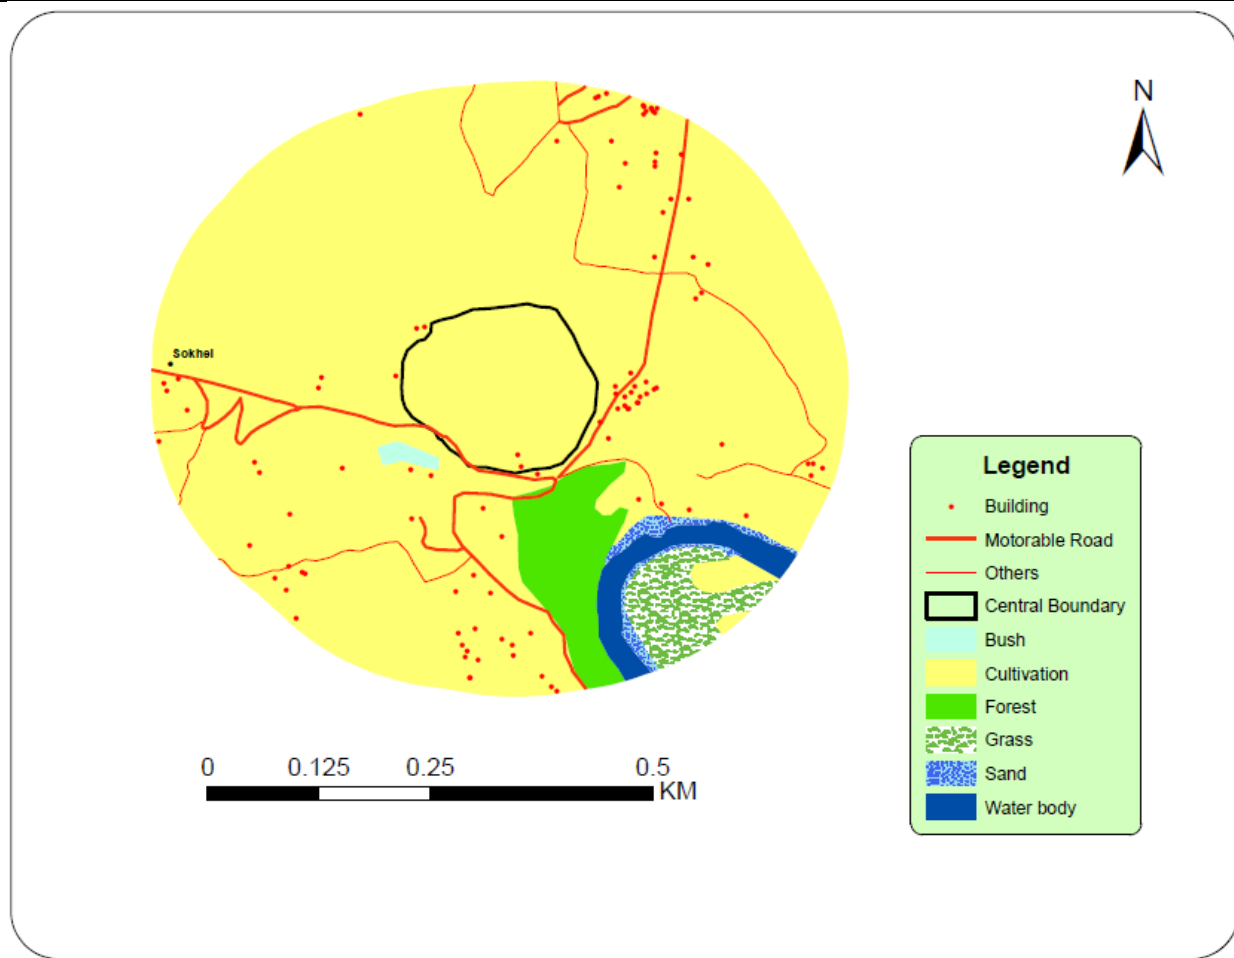 N
Sokhel
Legend
Building
Motorable Road
Others
Central Boundary
Bush
Cultivation
Forest
Grass
Sand
Water body
0 0.125 0.25 0.5
KM